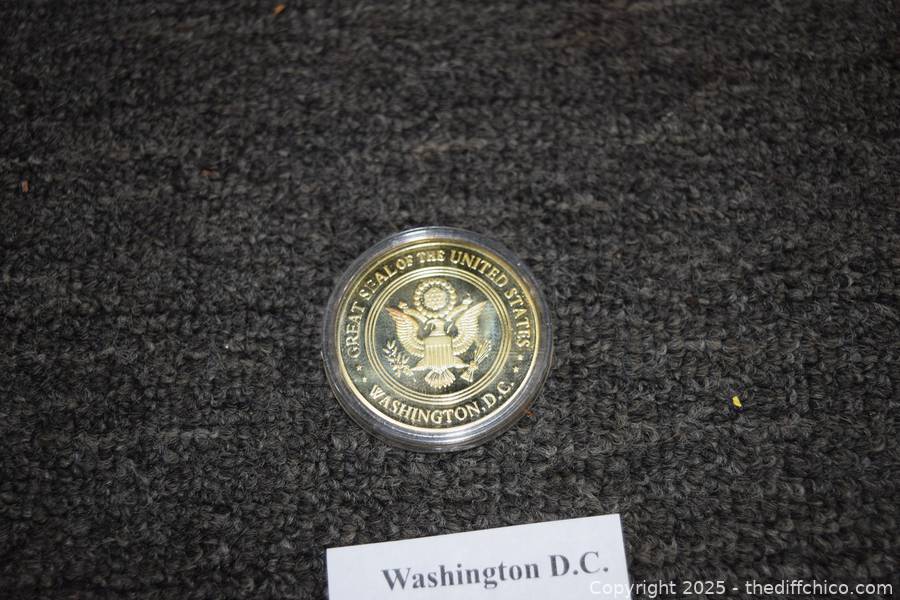 GREAT SEAL OF THE UNITED STATES
WASHINGTON, D.C.
Washington D.C.
Copyright 2025 - thediffchico.com